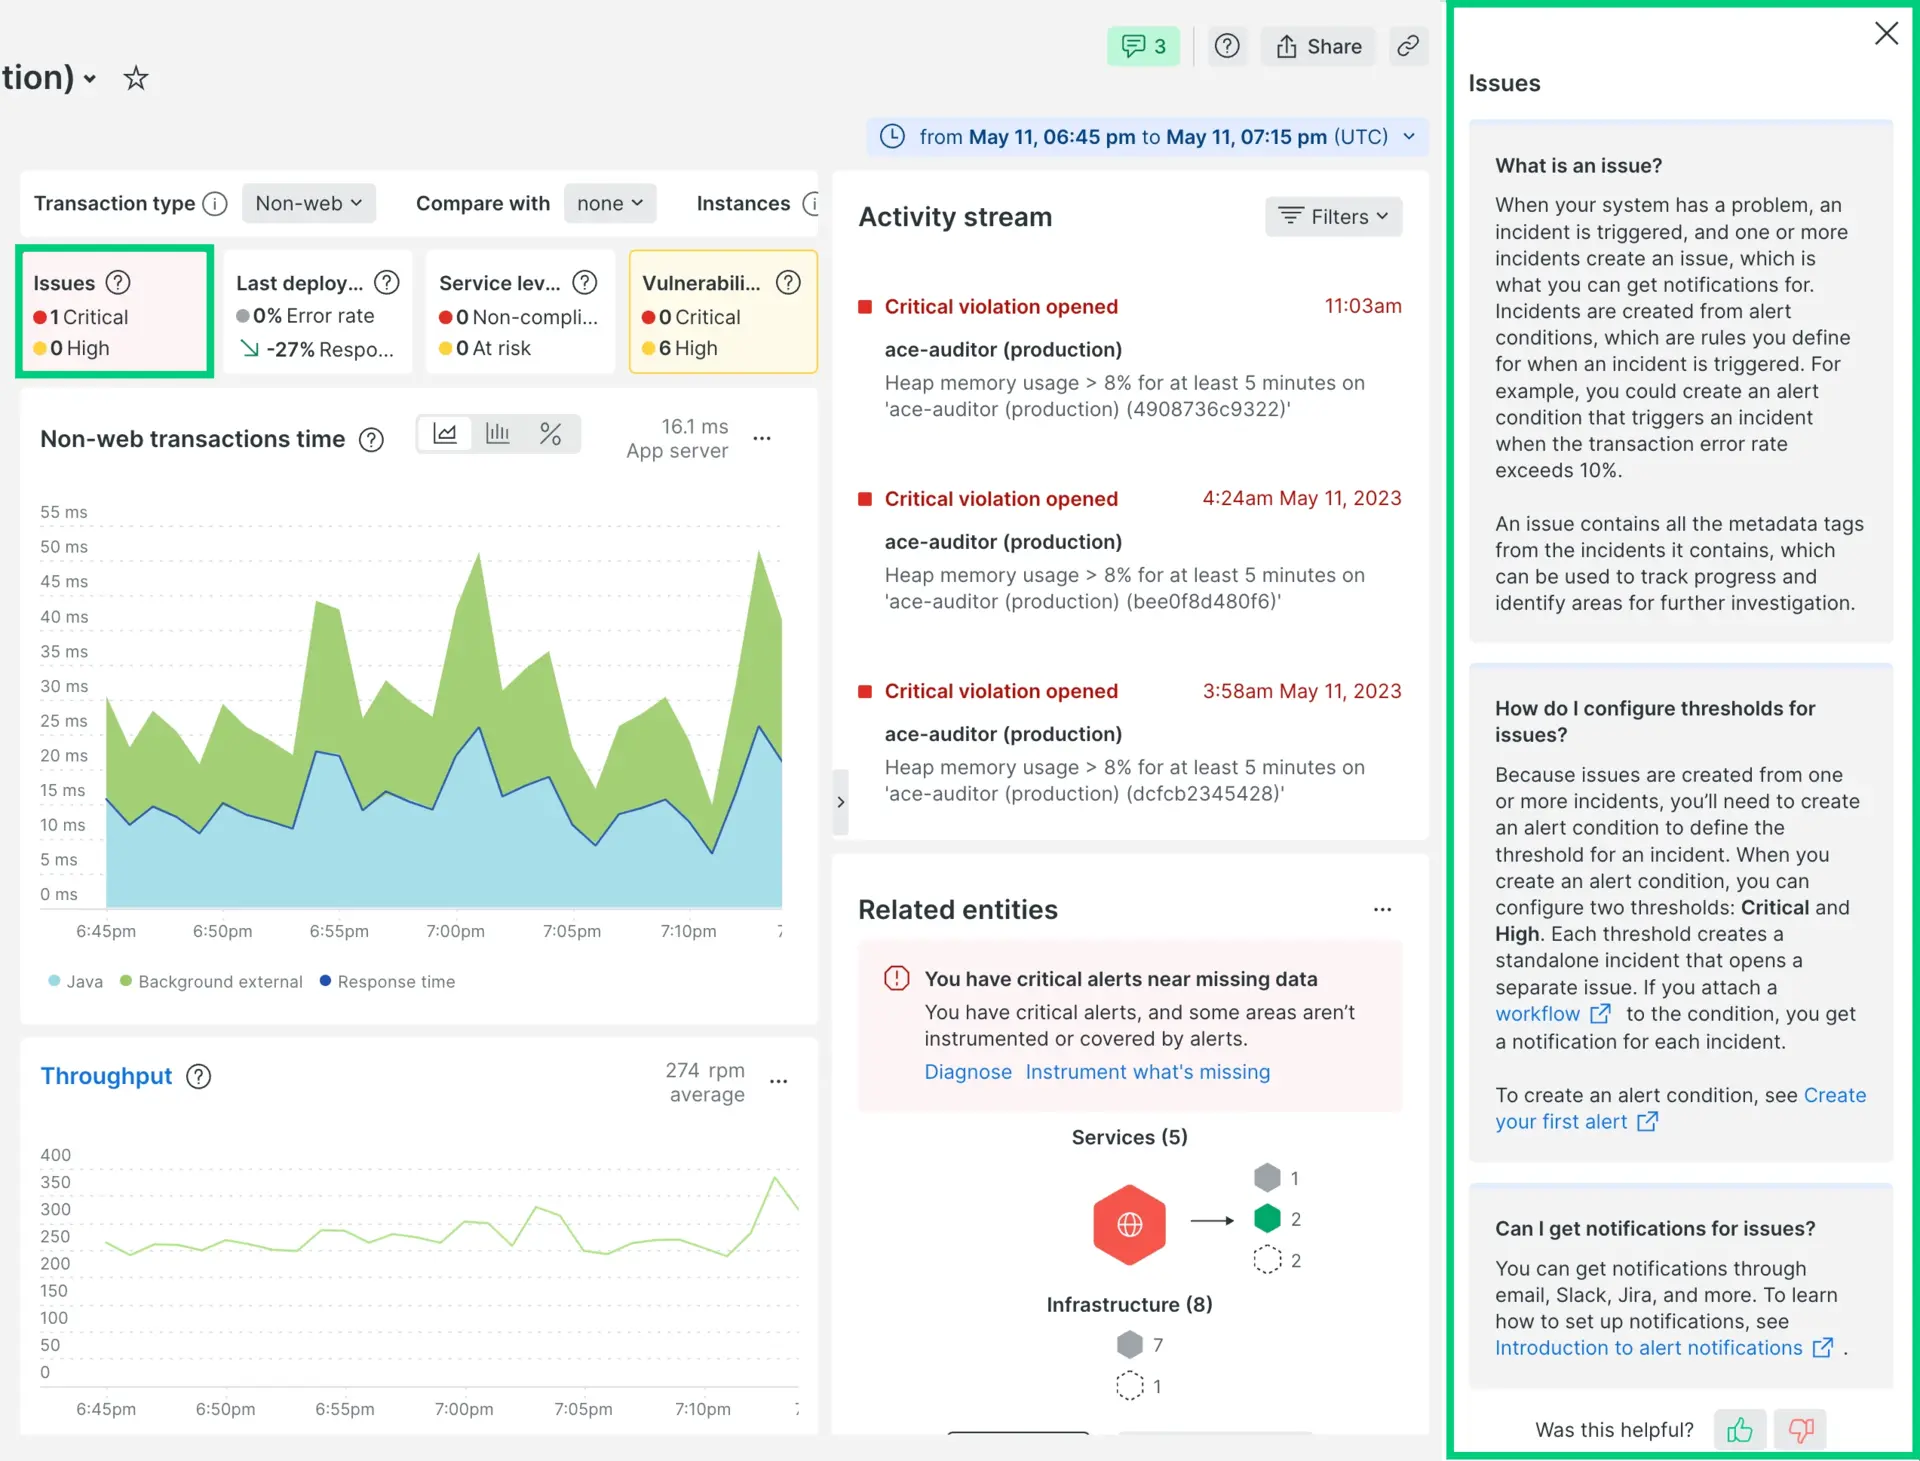 3
Share
tion)
from May 11, 06:45 pm to May 11, 07:15 pm (UTC)
Transaction type
Non-web
Compare with
none
Instances
Issues
1 Critical
0 High
Last deploy...
0% Error rate
-27% Respo...
Service lev...
0 Non-compli...
0 At risk
Vulnerabili...
0 Critical
6 High
Non-web transactions time
%
16.1 ms
App server
55 ms
50 ms
45 ms
40 ms
35 ms
30 ms
25 ms
20 ms
15 ms
10 ms
5 ms
0 ms
6:45pm
6:50pm
6:55pm
7:00pm
7:05pm
7:10pm
Java
Background external
Response time
Throughput
274 rpm
average
400
350
300
250
200
150
100
50
0
6:45pm
6:50pm
6:55pm
7:00pm
7:05pm
7:10pm
Activity stream
Filters
Critical violation opened
11:03am
ace-auditor (production)
Heap memory usage > 8% for at least 5 minutes on
'ace-auditor (production) (4908736c9322)'
Critical violation opened
4:24am May 11, 2023
ace-auditor (production)
Heap memory usage > 8% for at least 5 minutes on
'ace-auditor (production) (bee0f8d480f6)'
Critical violation opened
3:58am May 11, 2023
ace-auditor (production)
Heap memory usage > 8% for at least 5 minutes on
'ace-auditor (production) (dcfcb2345428)'
Related entities
You have critical alerts near missing data
You have critical alerts, and some areas aren't
instrumented or covered by alerts.
Diagnose Instrument what's missing
Services (5)
1
2
2
Infrastructure (8)
7
1
Issues
What is an issue?
When your system has a problem, an
incident is triggered, and one or more
incidents create an issue, which is
what you can get notifications for.
Incidents are created from alert
conditions, which are rules you define
for when an incident is triggered. For
example, you could create an alert
condition that triggers an incident
when the transaction error rate
exceeds 10%.
An issue contains all the metadata tags
from the incidents it contains, which
can be used to track progress and
identify areas for further investigation.
How do I configure thresholds for
issues?
Because issues are created from one
or more incidents, you'll need to create
an alert condition to define the
threshold for an incident. When you
create an alert condition, you can
configure two thresholds: Critical and
High. Each threshold creates a
standalone incident that opens a
separate issue. If you attach a
workflow to the condition, you get
a notification for each incident.
To create an alert condition, see Create
your first alert
Can I get notifications for issues?
You can get notifications through
email, Slack, Jira, and more. To learn
how to set up notifications, see
Introduction to alert notifications .
Was this helpful?